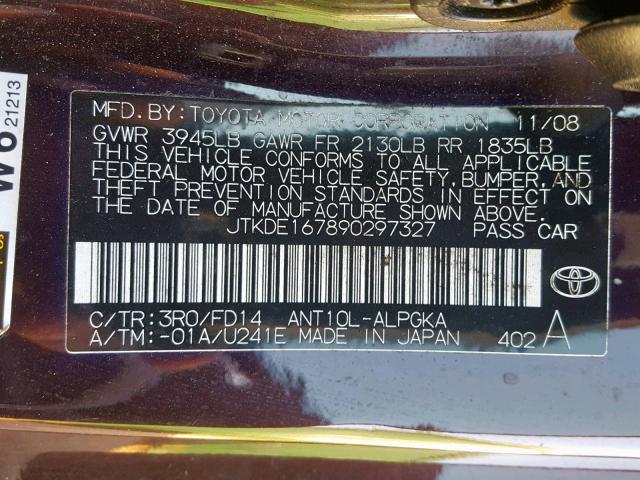 MFD. BY: TOYOTA MOTOR CORPORATION 11/08
GVWR 3945LB GAWR FR 2130LB RR 1835LB
THIS VEHICLE CONFORMS TO ALL APPLICABLE
FEDERAL MOTOR VEHICLE SAFETY, BUMPER, AND
THEFT PREVENTION STANDARDS IN EFFECT ON
THE DATE OF MANUFACTURE SHOWN ABOVE.
JTKDE167890297327 PASS CAR
C/TR: 3R0/FD14 ANT10L-ALPGKA
A/TM: -01A/U241E MADE IN JAPAN 402 A
TOYOTA
21213